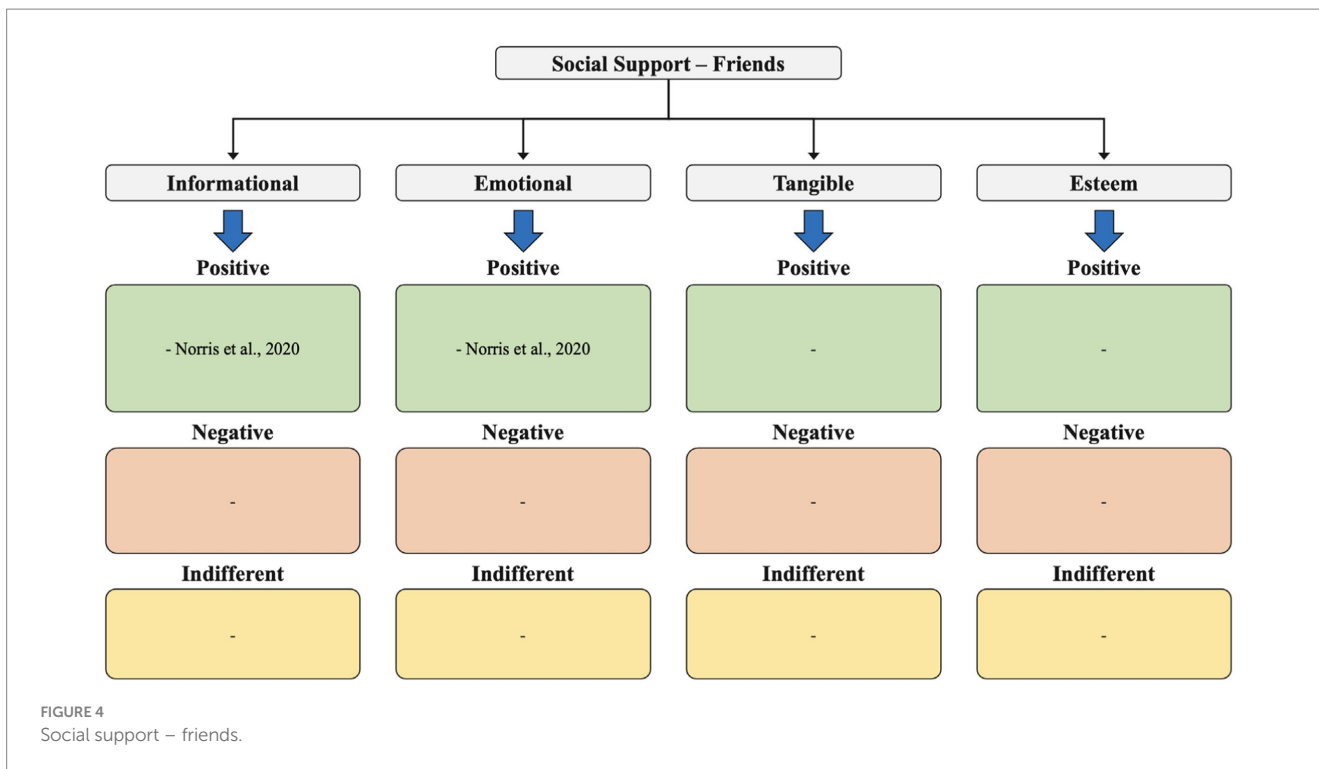 Social Support – Friends
Informational
Emotional
Tangible
Esteem
Positive
Positive
Positive
Positive
- Norris et al., 2020
- Norris et al., 2020
-
-
Negative
Negative
Negative
Negative
-
-
-
-
Indifferent
Indifferent
Indifferent
Indifferent
-
-
-
-
FIGURE 4
Social support – friends.